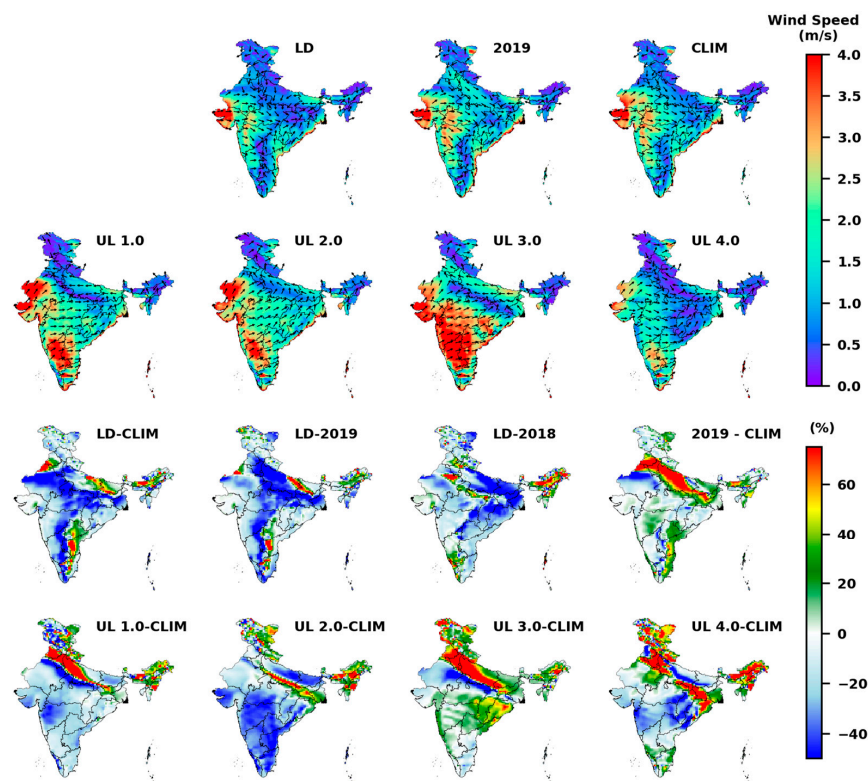 Wind Speed
(m/s)
LD
2019
CLIM
4.0
3.5
3.0
2.5
2.0
1.5
1.0
0.5
0.0
UL 1.0
UL 2.0
UL 3.0
UL 4.0
(%)
LD-CLIM
LD-2019
LD-2018
2019 - CLIM
60
40
20
0
−20
−40
UL 1.0-CLIM
UL 2.0-CLIM
UL 3.0-CLIM
UL 4.0-CLIM